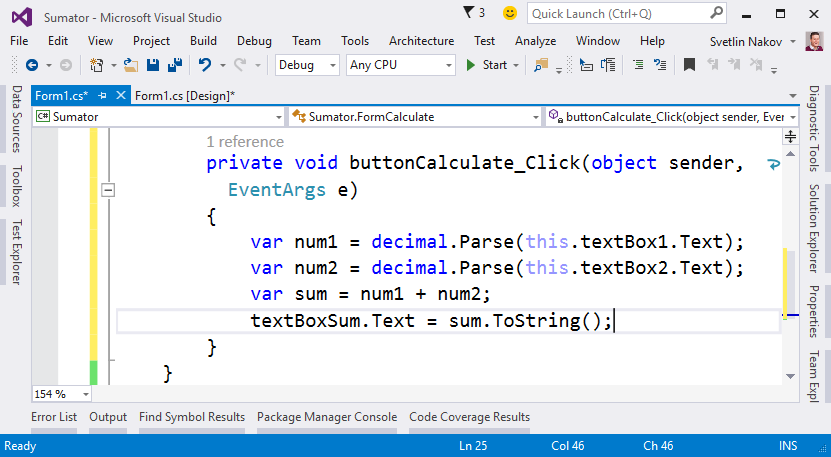 Sumator - Microsoft Visual Studio
3
Quick Launch (Ctrl+Q)
File Edit View Project Build Debug Team Tools Architecture Test Analyze Window Help Svetlin Nakov
Debug Any CPU Start
Form1.cs* Form1.cs [Design]*
C# Sumator Sumator.FormCalculate buttonCalculate_Click(object sender, Even
Data Sources
Toolbox
Test Explorer
1 reference
private void buttonCalculate_Click(object sender,
EventArgs e)
{
var num1 = decimal.Parse(this.textBox1.Text);
var num2 = decimal.Parse(this.textBox2.Text);
var sum = num1 + num2;
textBoxSum.Text = sum.ToString();
}
}
Diagnostic Tools
Solution Explorer
Properties
Team Expl
154 %
Error List Output Find Symbol Results Package Manager Console Code Coverage Results
Ready Ln 25 Col 46 Ch 46 INS